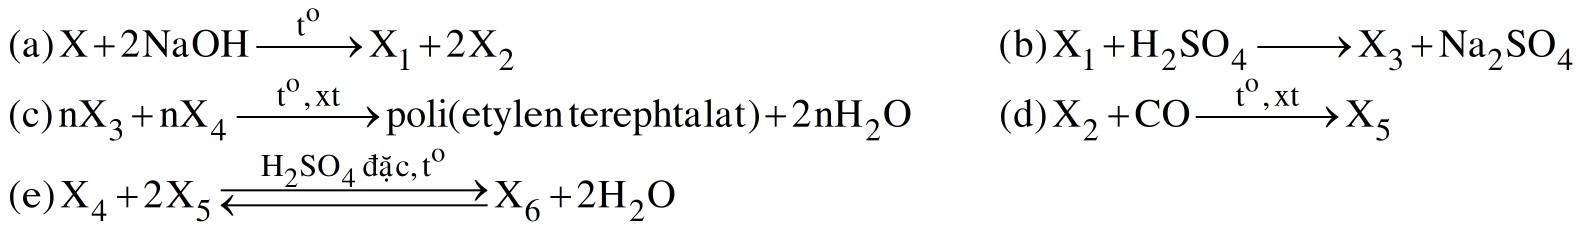 (a) X + 2NaOH —t°→ X₁ + 2X₂ (b) X₁ + H₂SO₄ ⟶ X₃ + Na₂SO₄
(c) nX₃ + nX₄ —t°, xt→ poli(etylen terephtalat) + 2nH₂O (d) X₂ + CO —t°, xt→ X₅
(e) X₄ + 2X₅ ⇄ (H₂SO₄ đặc, t°) X₆ + 2H₂O